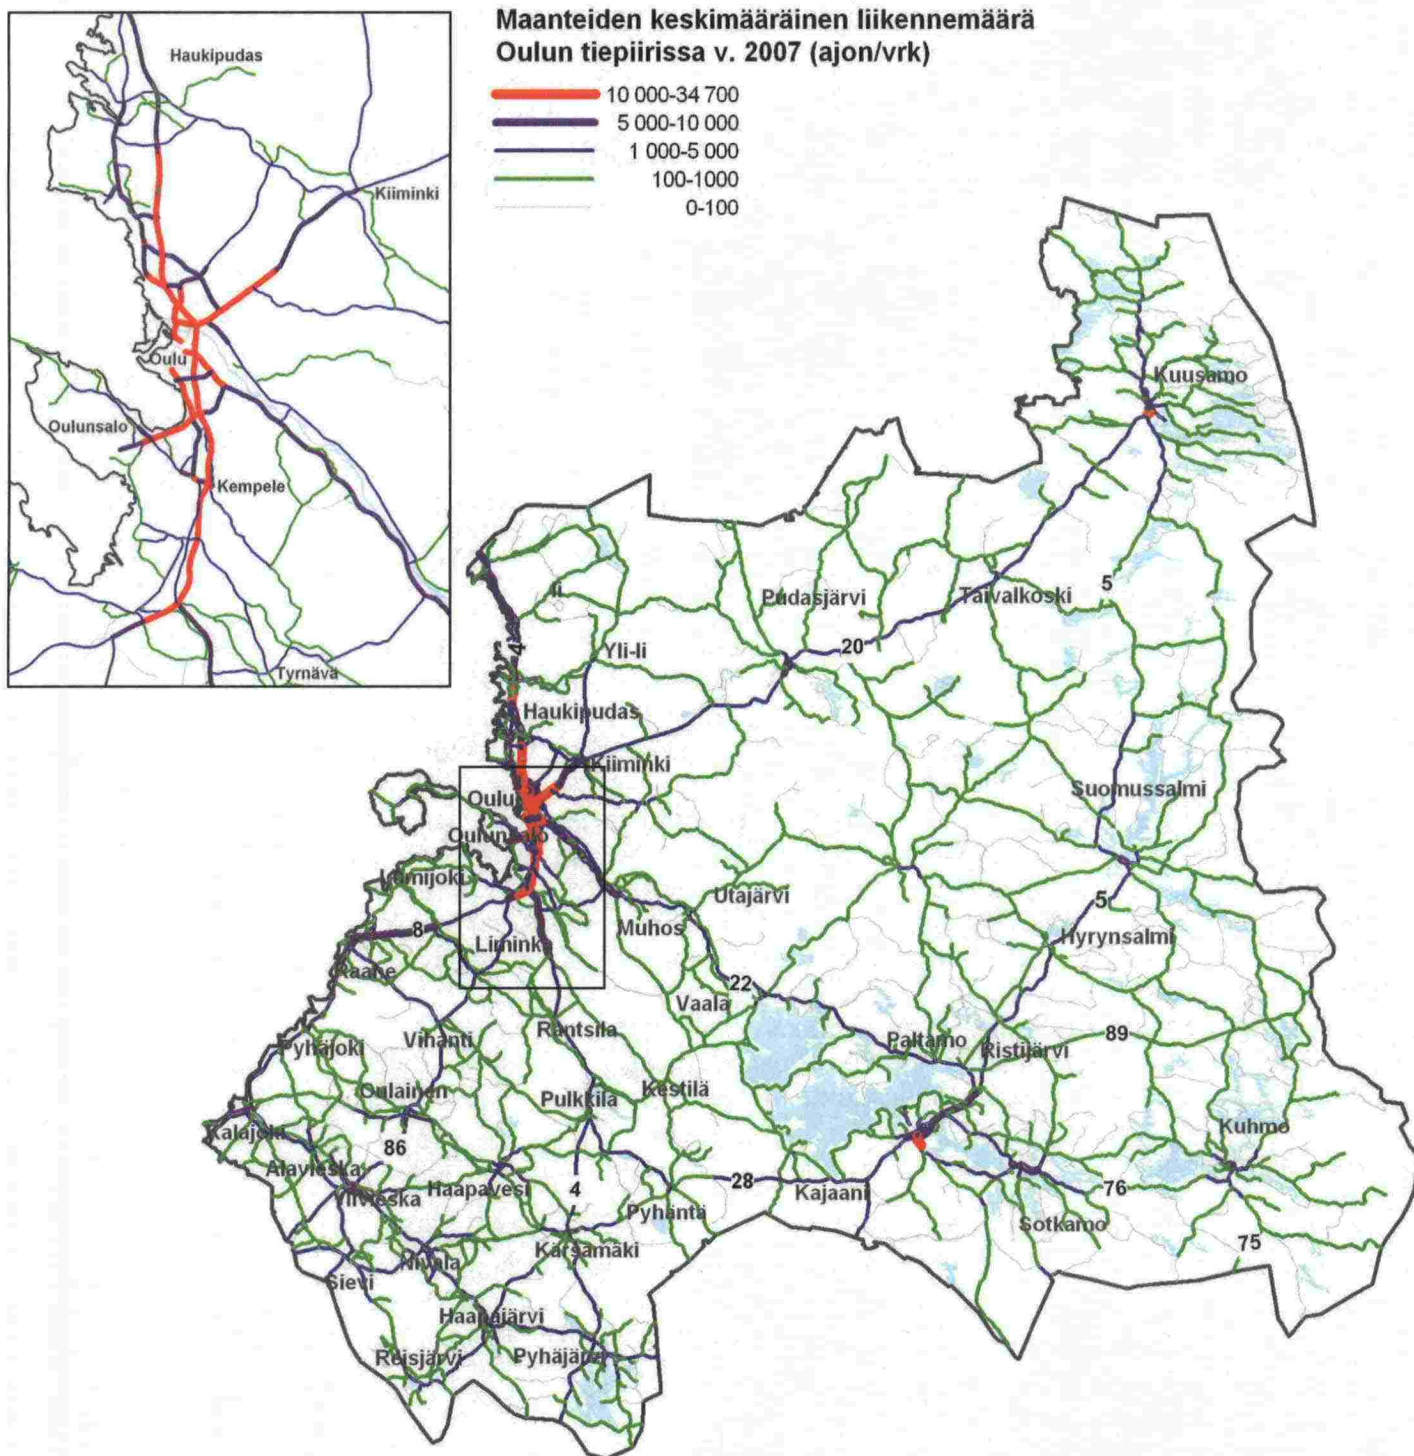 Maanteiden keskimääräinen liikennemäärä
Oulun tiepiirissa v. 2007 (ajon/vrk)
10 000-34 700
5 000-10 000
1 000-5 000
100-1000
0-100
Haukipudas
Kiiminki
Oulu
Oulunsalo
Kempele
Tyrnävä
Kuusamo
Ii
Pudasjärvi
Taivalkoski
5
20
4
Yli-Ii
Haukipudas
Kiiminki
Suomussalmi
Oulu
Oulunsalo
Lumijoki
Utajärvi
5
8
Muhos
Liminka
Hyrynsalmi
Raahe
22
Vaala
Rantsila
Vihanti
Paltamo
Ristijärvi
89
Pyhäjoki
Oulainen
Pulkkila
Kestilä
Kalajoki
Kuhmo
86
Alavieska
Ylivieska
Haapavesi
4
28
Kajaani
76
Pyhäntä
Sotkamo
Kärsämäki
75
Nivala
Sievi
Haapajärvi
Reisjärvi
Pyhäjärvi